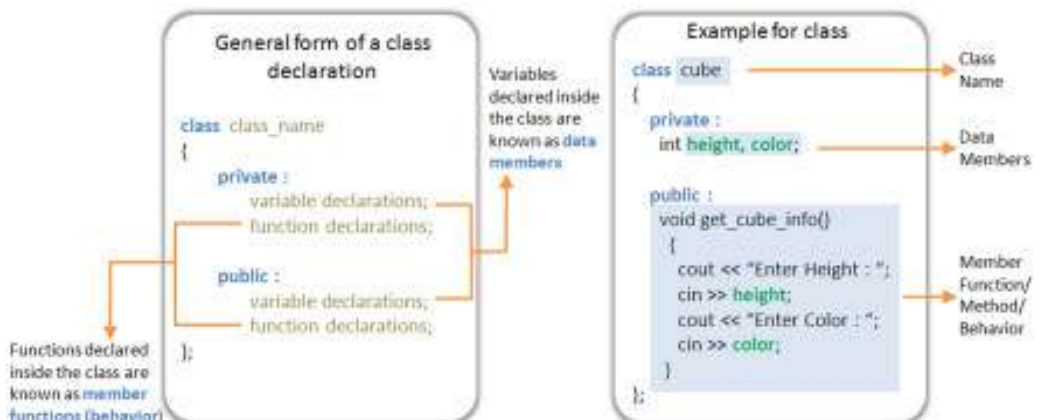 General form of a class
declaration
class class_name
{
private :
variable declarations;
function declarations;
public :
variable declarations;
function declarations;
};
Functions declared
inside the class are
known as member
functions (behavior)
Variables
declared inside
the class are
known as data
members
Example for class
class cube
{
private :
int height, color;
public :
void get_cube_info()
{
cout << "Enter Height : ";
cin >> height;
cout << "Enter Color : ";
cin >> color;
}
};
Class
Name
Data
Members
Member
Function/
Method/
Behavior